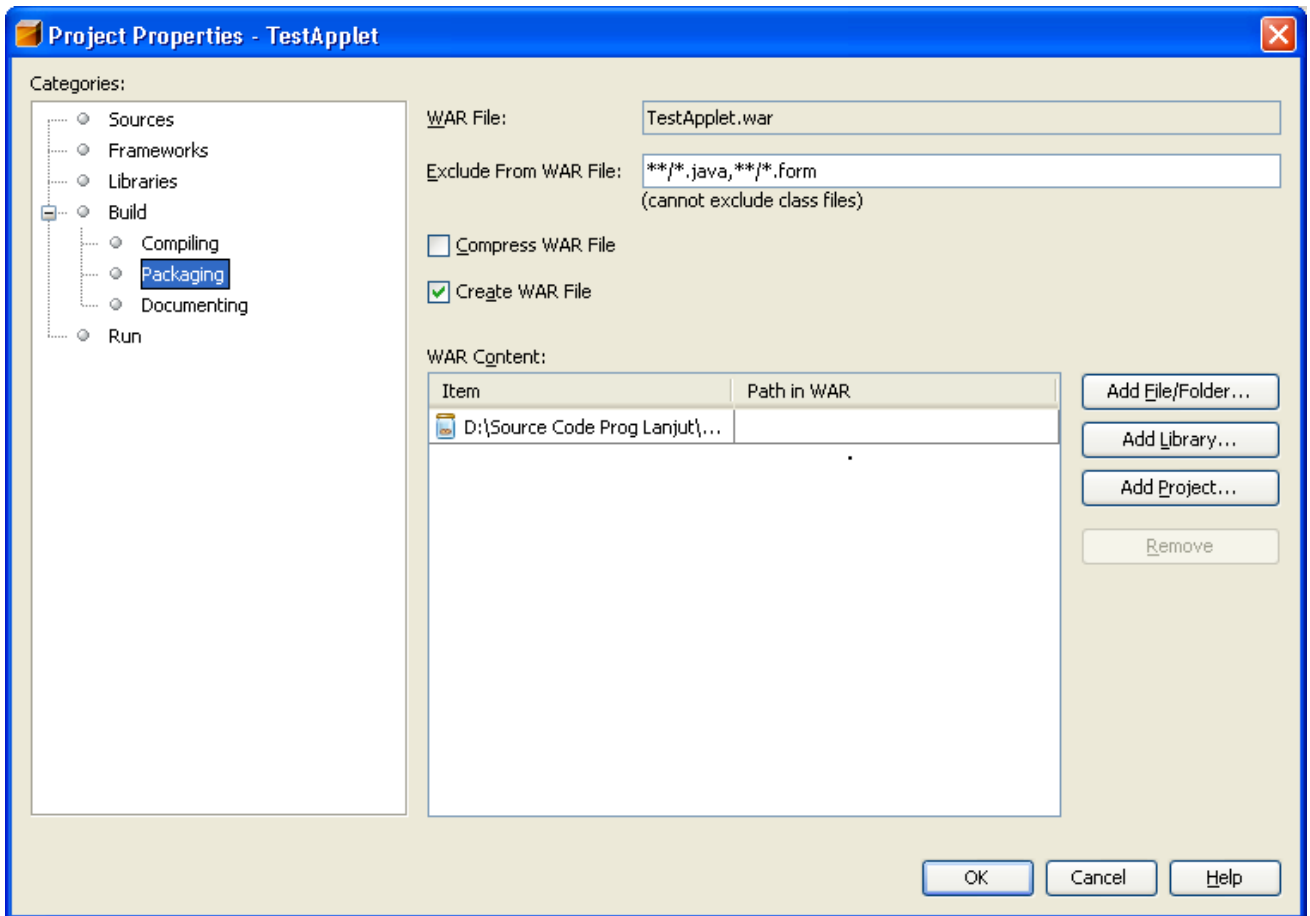 Project Properties - TestApplet
Categories:
Sources
Frameworks
Libraries
Build
Compiling
Packaging
Documenting
Run
WAR File: TestApplet.war
Exclude From WAR File: **/*.java,**/*.form
(cannot exclude class files)
Compress WAR File
Create WAR File
WAR Content:
Item Path in WAR
D:\Source Code Prog Lanjut\...
Add File/Folder...
Add Library...
Add Project...
Remove
OK Cancel Help